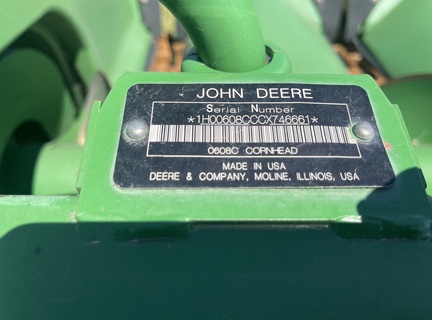 JOHN DEERE
Serial Number
*1H00608CCCX746661*
0608C CORNHEAD
MADE IN USA
DEERE & COMPANY, MOLINE, ILLINOIS, USA